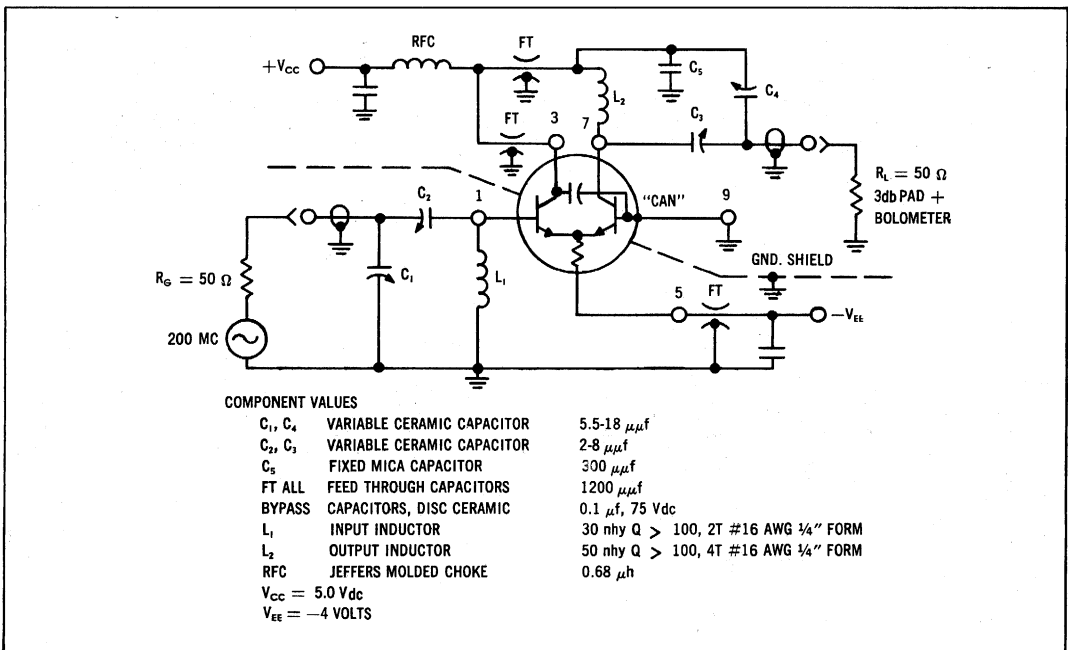 RFC
FT
+V_CC
C₅
L₂
C₄
FT
3
7
C₃
"CAN"
9
R_L = 50 Ω
3db PAD +
BOLOMETER
C₂
1
GND. SHIELD
R_G = 50 Ω
C₁
L₁
5
FT
−V_EE
200 MC
COMPONENT VALUES
C₁, C₄ VARIABLE CERAMIC CAPACITOR 5.5-18 μμf
C₂, C₃ VARIABLE CERAMIC CAPACITOR 2-8 μμf
C₅ FIXED MICA CAPACITOR 300 μμf
FT ALL FEED THROUGH CAPACITORS 1200 μμf
BYPASS CAPACITORS, DISC CERAMIC 0.1 μf, 75 Vdc
L₁ INPUT INDUCTOR 30 nhy Q > 100, 2T #16 AWG ¼″ FORM
L₂ OUTPUT INDUCTOR 50 nhy Q > 100, 4T #16 AWG ¼″ FORM
RFC JEFFERS MOLDED CHOKE 0.68 μh
V_CC = 5.0 Vdc
V_EE = −4 VOLTS